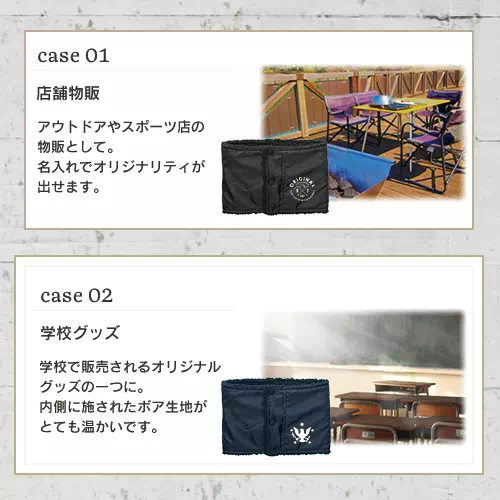 case 01
店舗物販
アウトドアやスポーツ店の
物販として。
名入れでオリジナリティが
出せます。
ORIGINAL
case 02
学校グッズ
学校で販売されるオリジナル
グッズの一つに。
内側に施されたボア生地が
とても温かいです。